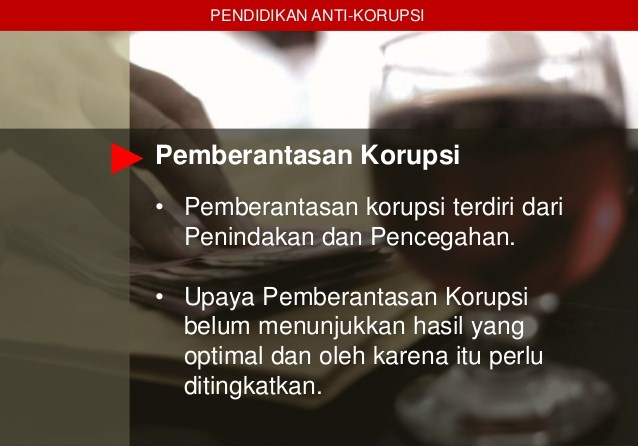 PENDIDIKAN ANTI-KORUPSI
Pemberantasan Korupsi
• Pemberantasan korupsi terdiri dari
Penindakan dan Pencegahan.
• Upaya Pemberantasan Korupsi
belum menunjukkan hasil yang
optimal dan oleh karena itu perlu
ditingkatkan.